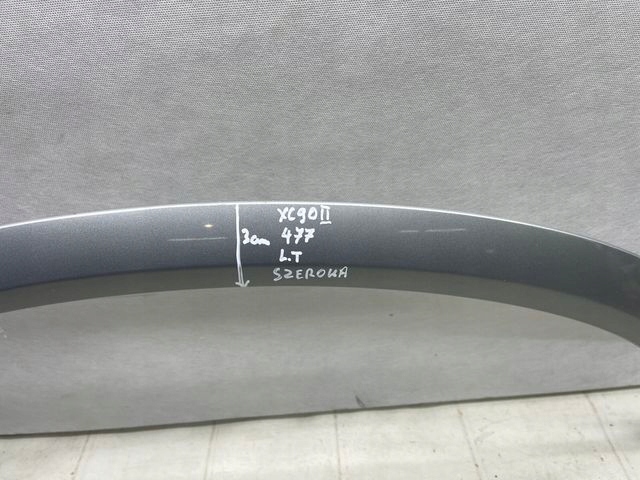 XC90 II
3cm 477
L.T
SZEROKA